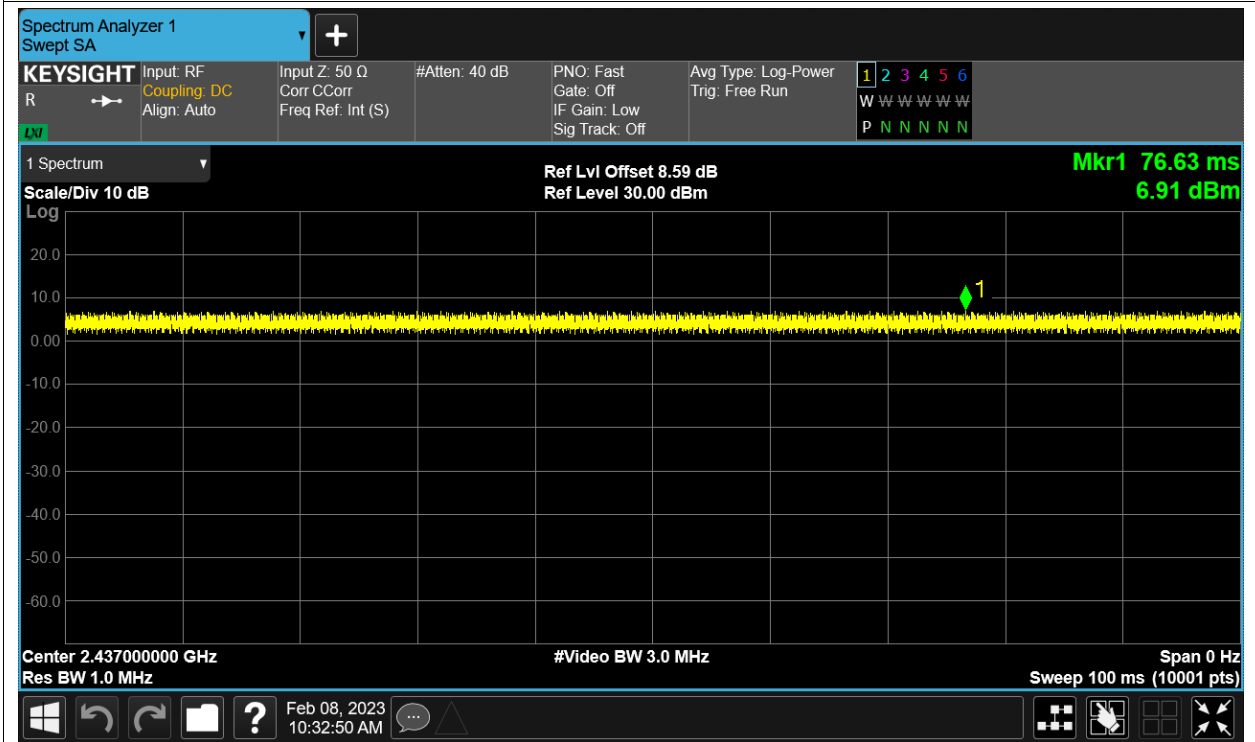 Spectrum Analyzer 1
Swept SA
+
KEYSIGHT
R
LXI
Input: RF
Coupling: DC
Align: Auto
Input Z: 50 Ω
Corr CCorr
Freq Ref: Int (S)
#Atten: 40 dB
PNO: Fast
Gate: Off
IF Gain: Low
Sig Track: Off
Avg Type: Log-Power
Trig: Free Run
1 2 3 4 5 6
W W W W W W
P N N N N N
1 Spectrum
Scale/Div 10 dB
Log
Ref Lvl Offset 8.59 dB
Ref Level 30.00 dBm
Mkr1 76.63 ms
6.91 dBm
20.0
10.0
1
0.00
-10.0
-20.0
-30.0
-40.0
-50.0
-60.0
Center 2.437000000 GHz
Res BW 1.0 MHz
#Video BW 3.0 MHz
Span 0 Hz
Sweep 100 ms (10001 pts)
?
Feb 08, 2023
10:32:50 AM